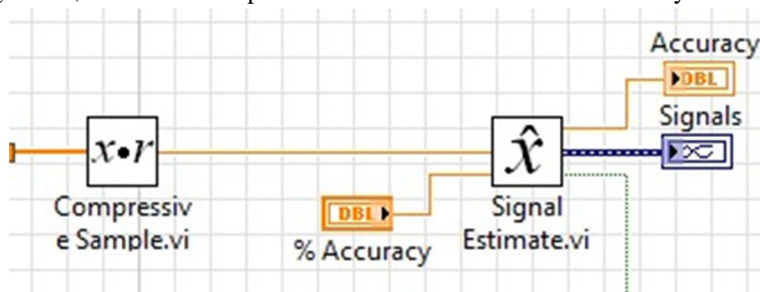 Accuracy
DBL
Signals
x•r
x̂
Compressiv
e Sample.vi
DBL
% Accuracy
Signal
Estimate.vi